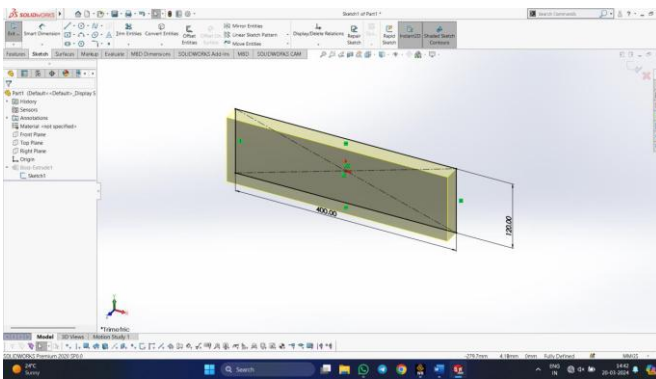 SOLIDWORKS
Sketch1 of Part1 *
Search Commands
Exit ...
Smart Dimension
Trim Entities
Convert Entities
Offset Entities
Mirror Entities
Linear Sketch Pattern
Move Entities
Display/Delete Relations
Repair Sketch
Rapid Sketch
Instant2D
Shaded Sketch Contours
Features
Sketch
Surfaces
Markup
Evaluate
MBD Dimensions
SOLIDWORKS Add-Ins
MBD
SOLIDWORKS CAM
Part1 (Default<<Default>_Display S
History
Sensors
Annotations
Material <not specified>
Front Plane
Top Plane
Right Plane
Origin
Boss-Extrude1
Sketch1
400.00
120.00
*Trimetric
Model
3D Views
Motion Study 1
SOLIDWORKS Premium 2020 SP0.0
Fully Defined
MMGS
24°C
Sunny
Search
ENG
IN
14:42
20-03-2024